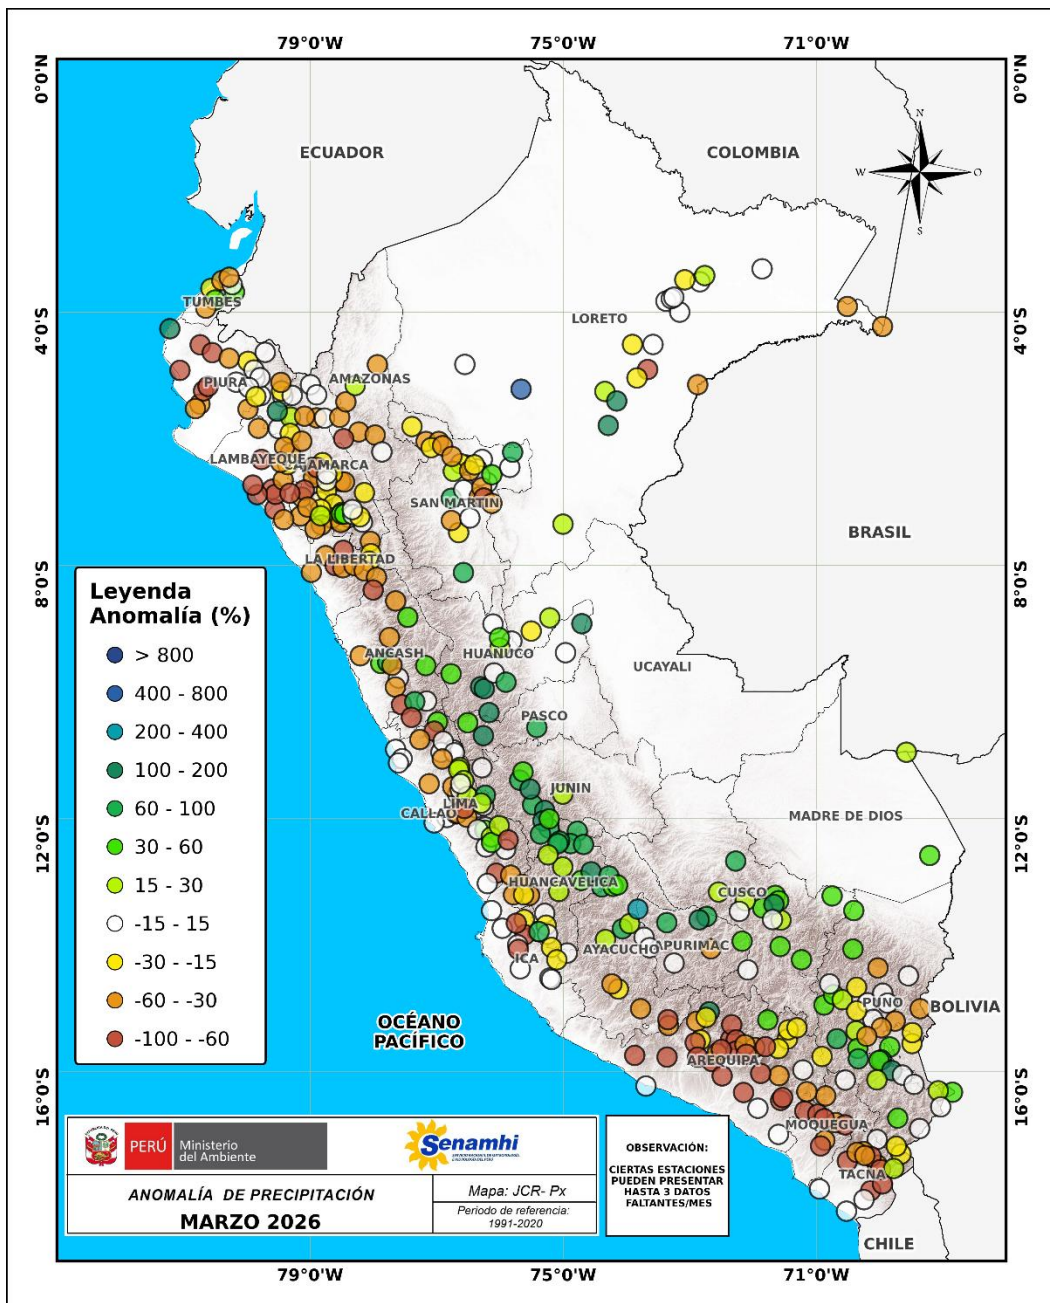 79°0'W 75°0'W 71°0'W
0°0'N 0°0'N
ECUADOR
COLOMBIA
N
W O
S
TUMBES
LORETO
4°S 4°S
PIURA
AMAZONAS
LAMBAYEQUE
CAJAMARCA
SAN MARTIN
BRASIL
LA LIBERTAD
8°0'S 8°0'S
ANCASH
HUANUCO
UCAYALI
PASCO
JUNIN
LIMA
CALLAO
MADRE DE DIOS
12°0'S 12°0'S
HUANCAVELICA
CUSCO
AYACUCHO
APURIMAC
ICA
PUNO
BOLIVIA
OCÉANO
PACÍFICO
AREQUIPA
16°0'S 16°0'S
MOQUEGUA
TACNA
CHILE
Leyenda
Anomalía (%)
> 800
400 - 800
200 - 400
100 - 200
60 - 100
30 - 60
15 - 30
-15 - 15
-30 - -15
-60 - -30
-100 - -60
PERÚ
Ministerio
del Ambiente
Senamhi
ANOMALÍA DE PRECIPITACIÓN
MARZO 2026
Mapa: JCR- Px
Periodo de referencia:
1991-2020
OBSERVACIÓN:
CIERTAS ESTACIONES
PUEDEN PRESENTAR
HASTA 3 DATOS
FALTANTES/MES
79°0'W 75°0'W 71°0'W